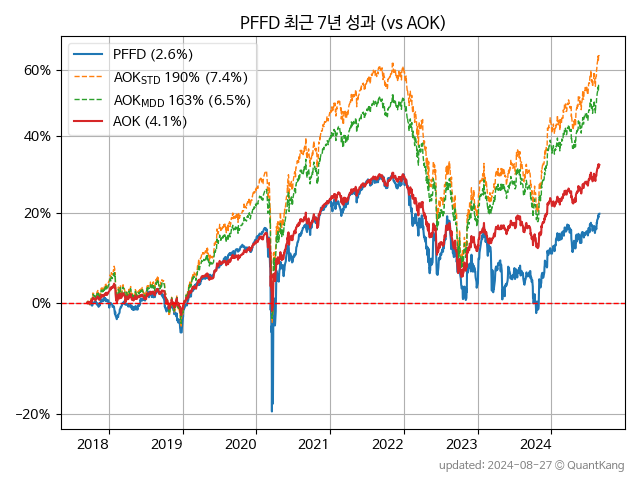 PFFD 최근 7년 성과 (vs AOK)
PFFD (2.6%)
AOK_STD 190% (7.4%)
AOK_MDD 163% (6.5%)
AOK (4.1%)
60%
40%
20%
0%
−20%
2018 2019 2020 2021 2022 2023 2024
updated: 2024-08-27 © QuantKang